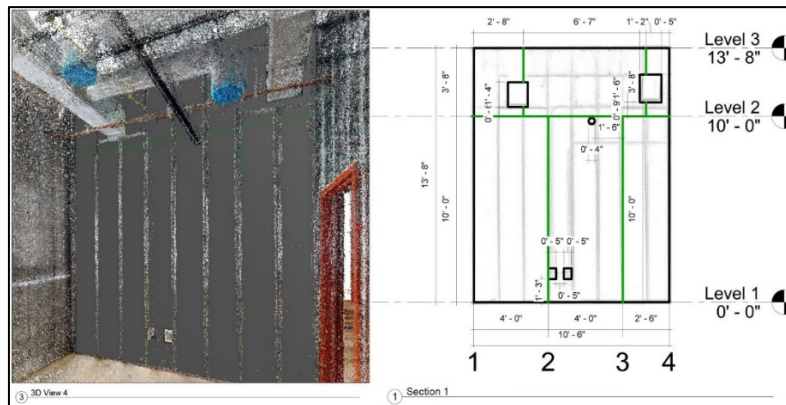 2' - 8"
6' - 7"
1' - 2"
0' - 5"
Level 3
13' - 8"
3' - 8"
1' - 4"
1' - 6"
3' - 8"
Level 2
10' - 0"
1' - 6"
0' - 4"
13' - 8"
10' - 0"
10' - 0"
0' - 5"
0' - 5"
1' - 3"
0' - 5"
Level 1
0' - 0"
4' - 0"
4' - 0"
2' - 6"
10' - 6"
1
2
3
4
3
3D View 4
1
Section 1